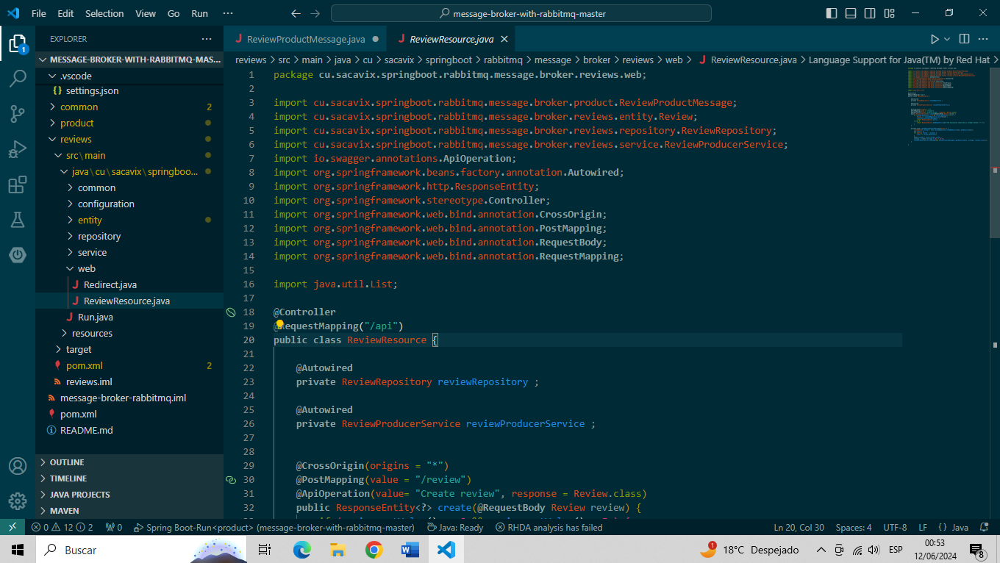 File Edit Selection View Go Run ··· message-broker-with-rabbitmq-master
EXPLORER ···
MESSAGE-BROKER-WITH-RABBITMQ-MAS...
.vscode
{} settings.json
common 2
product
reviews
src\main
java\cu\sacavix\springboo...
common
configuration
entity
repository
service
web
J Redirect.java
J ReviewResource.java
J Run.java
resources
target
pom.xml 2
reviews.iml
message-broker-rabbitmq.iml
pom.xml
README.md
OUTLINE
TIMELINE
JAVA PROJECTS
MAVEN
1
J ReviewProductMessage.java ● J ReviewResource.java ×
reviews > src > main > java > cu > sacavix > springboot > rabbitmq > message > broker > reviews > web > J ReviewResource.java > Language Support for Java(TM) by Red Hat >
1 package cu.sacavix.springboot.rabbitmq.message.broker.reviews.web;
2
3 import cu.sacavix.springboot.rabbitmq.message.broker.product.ReviewProductMessage;
4 import cu.sacavix.springboot.rabbitmq.message.broker.reviews.entity.Review;
5 import cu.sacavix.springboot.rabbitmq.message.broker.reviews.repository.ReviewRepository;
6 import cu.sacavix.springboot.rabbitmq.message.broker.reviews.service.ReviewProducerService;
7 import io.swagger.annotations.ApiOperation;
8 import org.springframework.beans.factory.annotation.Autowired;
9 import org.springframework.http.ResponseEntity;
10 import org.springframework.stereotype.Controller;
11 import org.springframework.web.bind.annotation.CrossOrigin;
12 import org.springframework.web.bind.annotation.PostMapping;
13 import org.springframework.web.bind.annotation.RequestBody;
14 import org.springframework.web.bind.annotation.RequestMapping;
15
16 import java.util.List;
17
18 @Controller
19 @RequestMapping("/api")
20 public class ReviewResource {
21
22 @Autowired
23 private ReviewRepository reviewRepository ;
24
25 @Autowired
26 private ReviewProducerService reviewProducerService ;
27
28
29 @CrossOrigin(origins = "*")
30 @PostMapping(value = "/review")
31 @ApiOperation(value= "Create review", response = Review.class)
32 public ResponseEntity<?> create(@RequestBody Review review) {
0 12 2 0 Spring Boot-Run<product> (message-broker-with-rabbitmq-master) Java: Ready RHDA analysis has failed Ln 20, Col 30 Spaces: 4 UTF-8 LF {} Java
Buscar 1 18°C Despejado ESP 00:53
12/06/2024 8